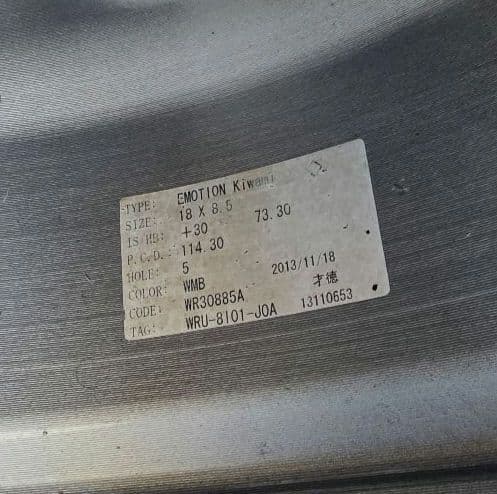 TYPE: EMOTION Kiwami
SIZE: 18 X 8.5
IS/HB: +30 73.30
P.C.D.: 114.30
HOLE: 5
COLOR: WMB 2013/11/18
CODE: WR30885A 才德
TAG: WRU-8101-J0A 13110653